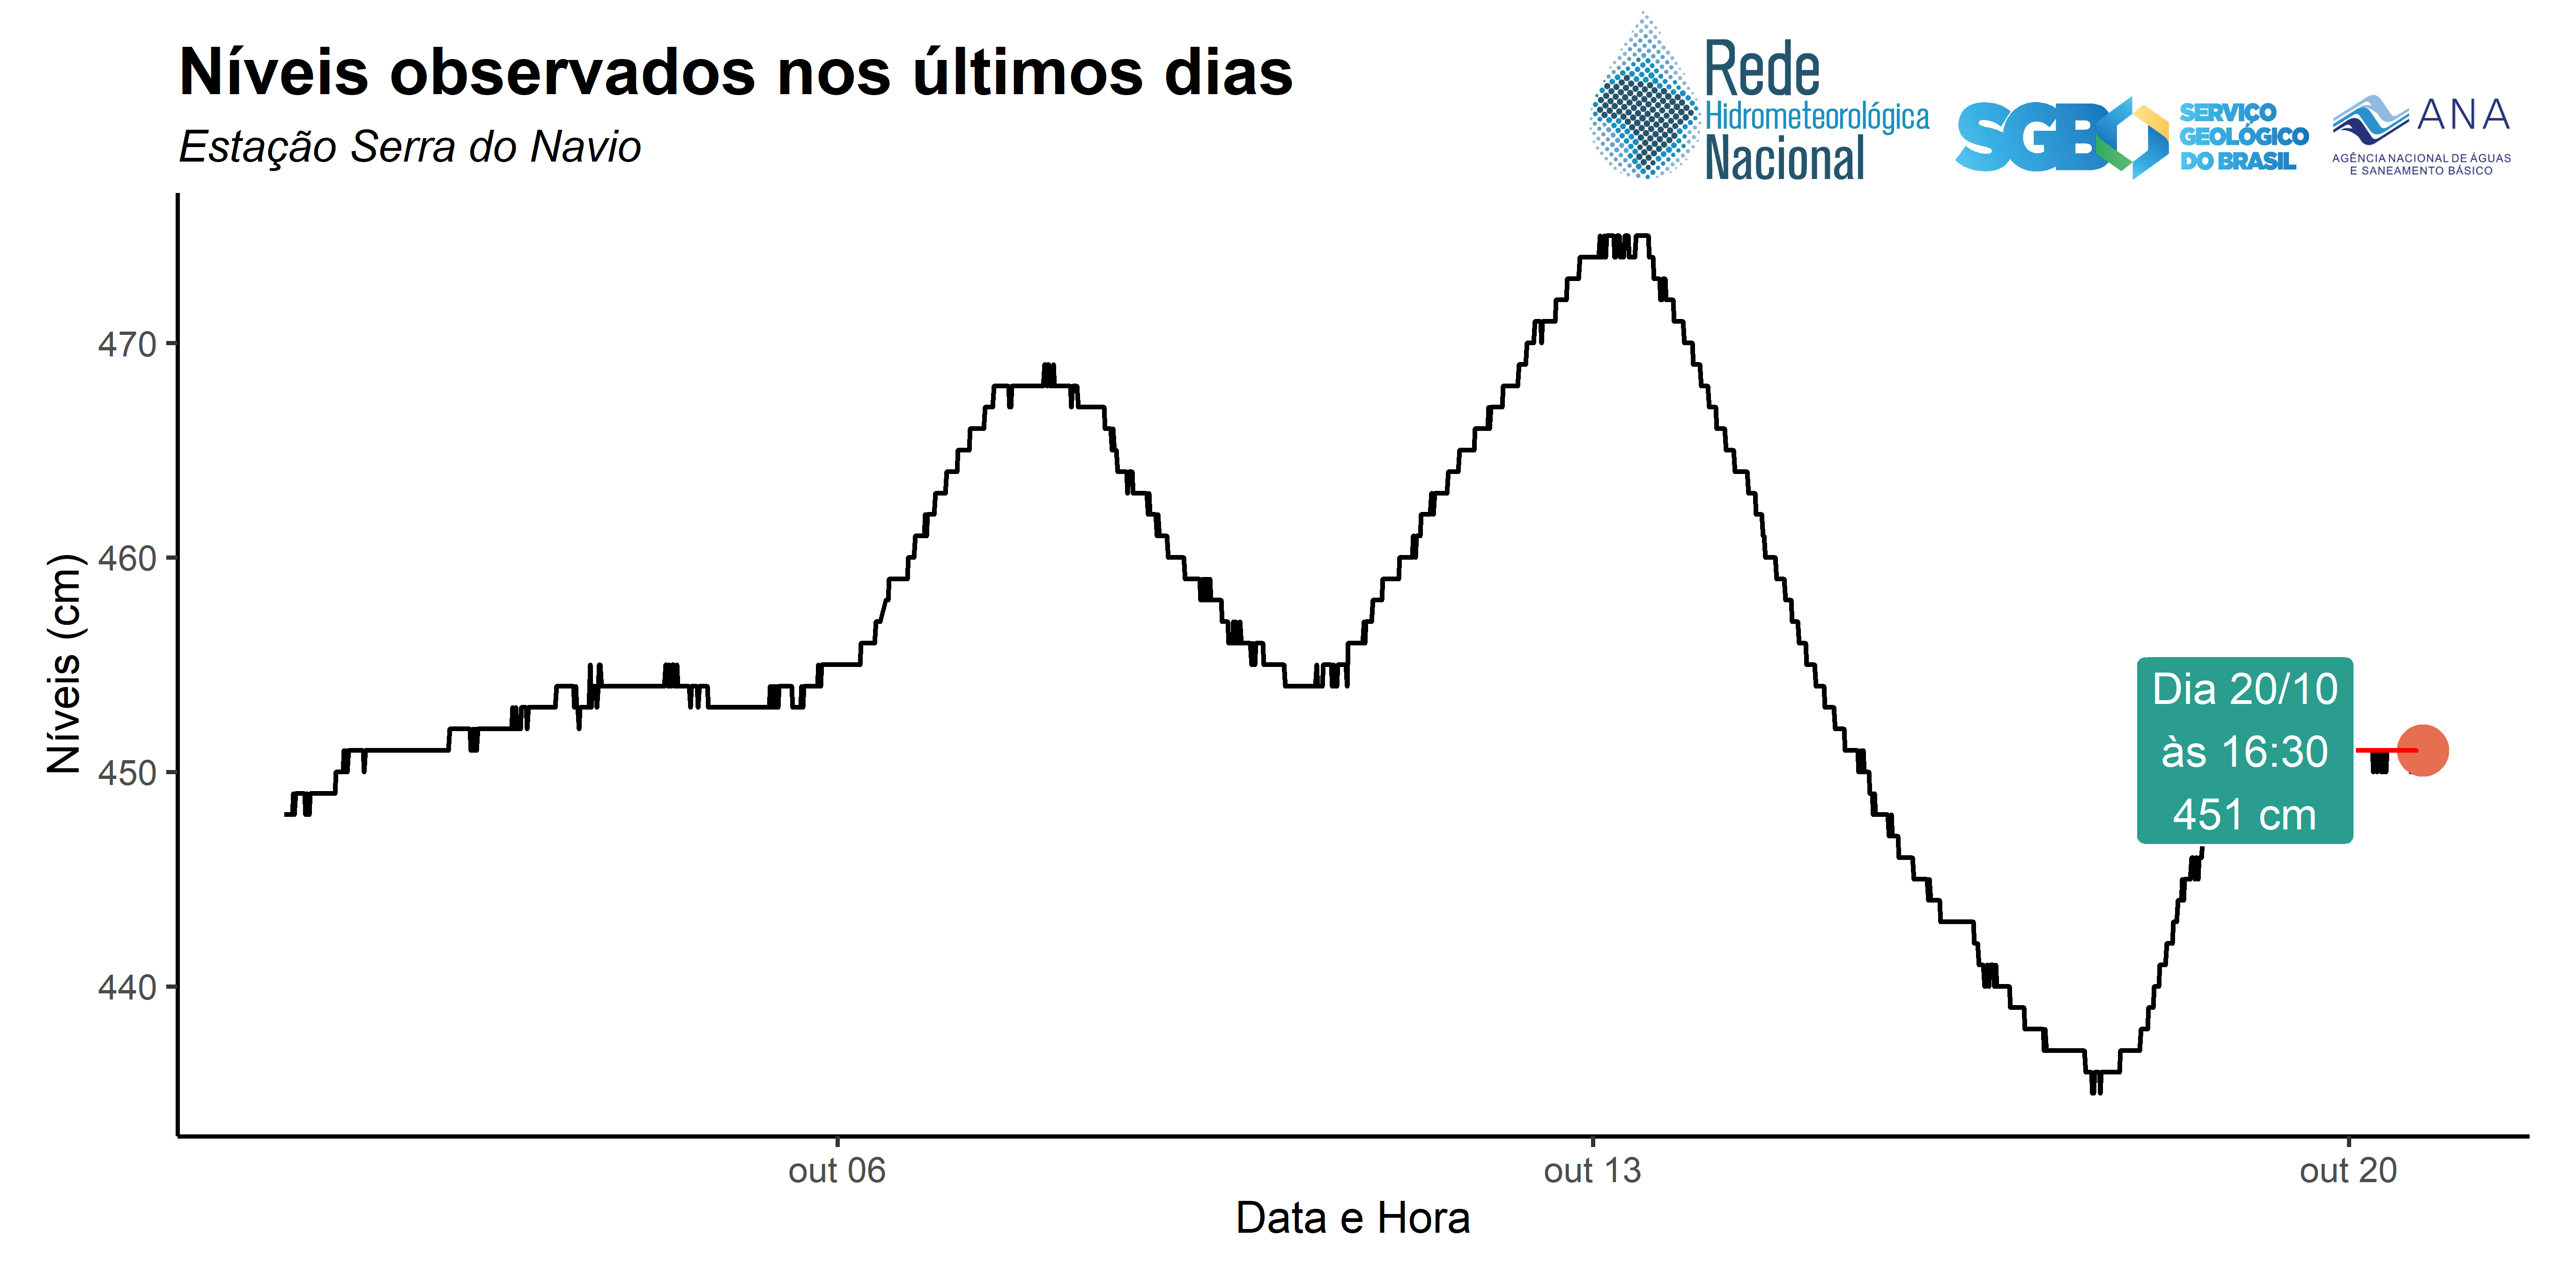 Níveis observados nos últimos dias
Estação Serra do Navio
Rede
Hidrometeorológica
Nacional
SGB
SERVIÇO
GEOLÓGICO
DO BRASIL
ANA
AGÊNCIA NACIONAL DE ÁGUAS
E SANEAMENTO BÁSICO
Níveis (cm)
470
460
450
440
Dia 20/10
às 16:30
451 cm
out 06
out 13
out 20
Data e Hora